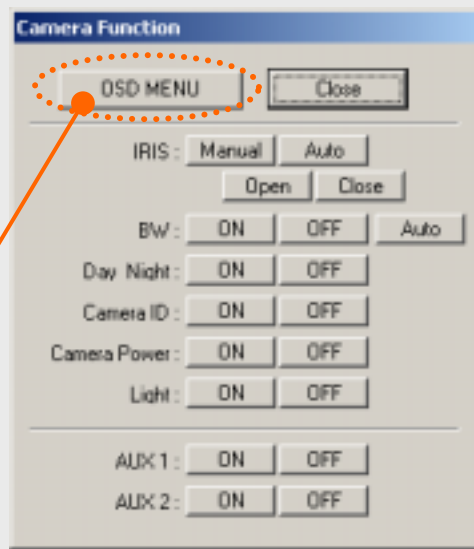 Camera Function
OSD MENU Close
IRIS : Manual Auto
Open Close
BW : ON OFF Auto
Day Night : ON OFF
Camera ID : ON OFF
Camera Power : ON OFF
Light : ON OFF
AUX 1 : ON OFF
AUX 2 : ON OFF